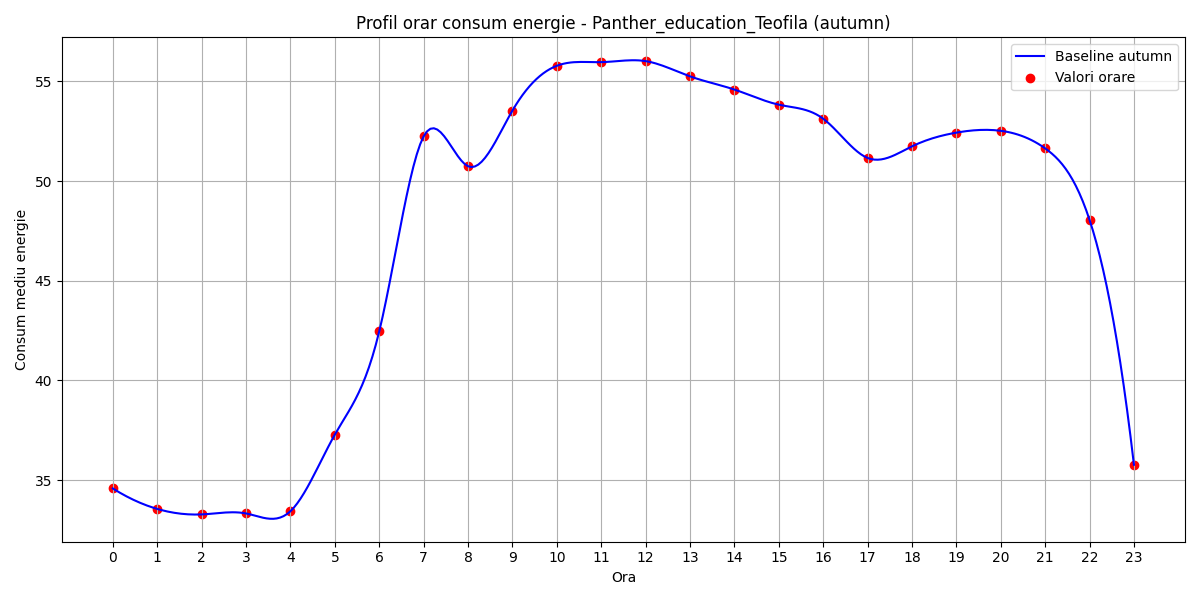 Profil orar consum energie - Panther_education_Teofila (autumn)
Baseline autumn
Valori orare
Consum mediu energie
55
50
45
40
35
0 1 2 3 4 5 6 7 8 9 10 11 12 13 14 15 16 17 18 19 20 21 22 23
Ora